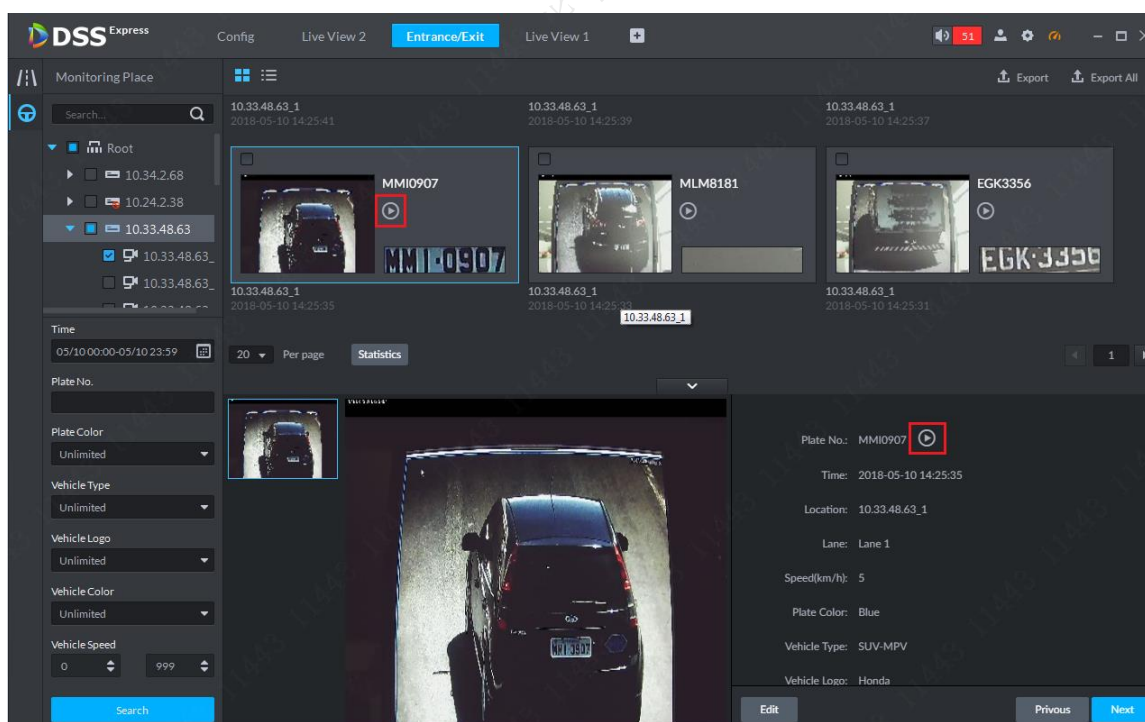 DSS Express
Config Live View 2 Entrance/Exit Live View 1 51
Monitoring Place
Export Export All
Search...
10.33.48.63_1 10.33.48.63_1 10.33.48.63_1
2018-05-10 14:25:41 2018-05-10 14:25:39 2018-05-10 14:25:37
Root
10.34.2.68
10.24.2.38
10.33.48.63
10.33.48.63_
10.33.48.63_
MMI0907 MLM8181 EGK3356
MMI-0907 EGK-3356
10.33.48.63_1 10.33.48.63_1 10.33.48.63_1
2018-05-10 14:25:35 2018-05-10 14:25:33 2018-05-10 14:25:31
10.33.48.63_1
Time
05/10 00:00-05/10 23:59
20 Per page Statistics 1
Plate No.
Plate Color
Unlimited
Vehicle Type
Unlimited
Vehicle Logo
Unlimited
Vehicle Color
Unlimited
Vehicle Speed
0 999
Search
Plate No.: MMI0907
Time: 2018-05-10 14:25:35
Location: 10.33.48.63_1
Lane: Lane 1
Speed(km/h): 5
Plate Color: Blue
Vehicle Type: SUV-MPV
Vehicle Logo: Honda
Edit Privous Next